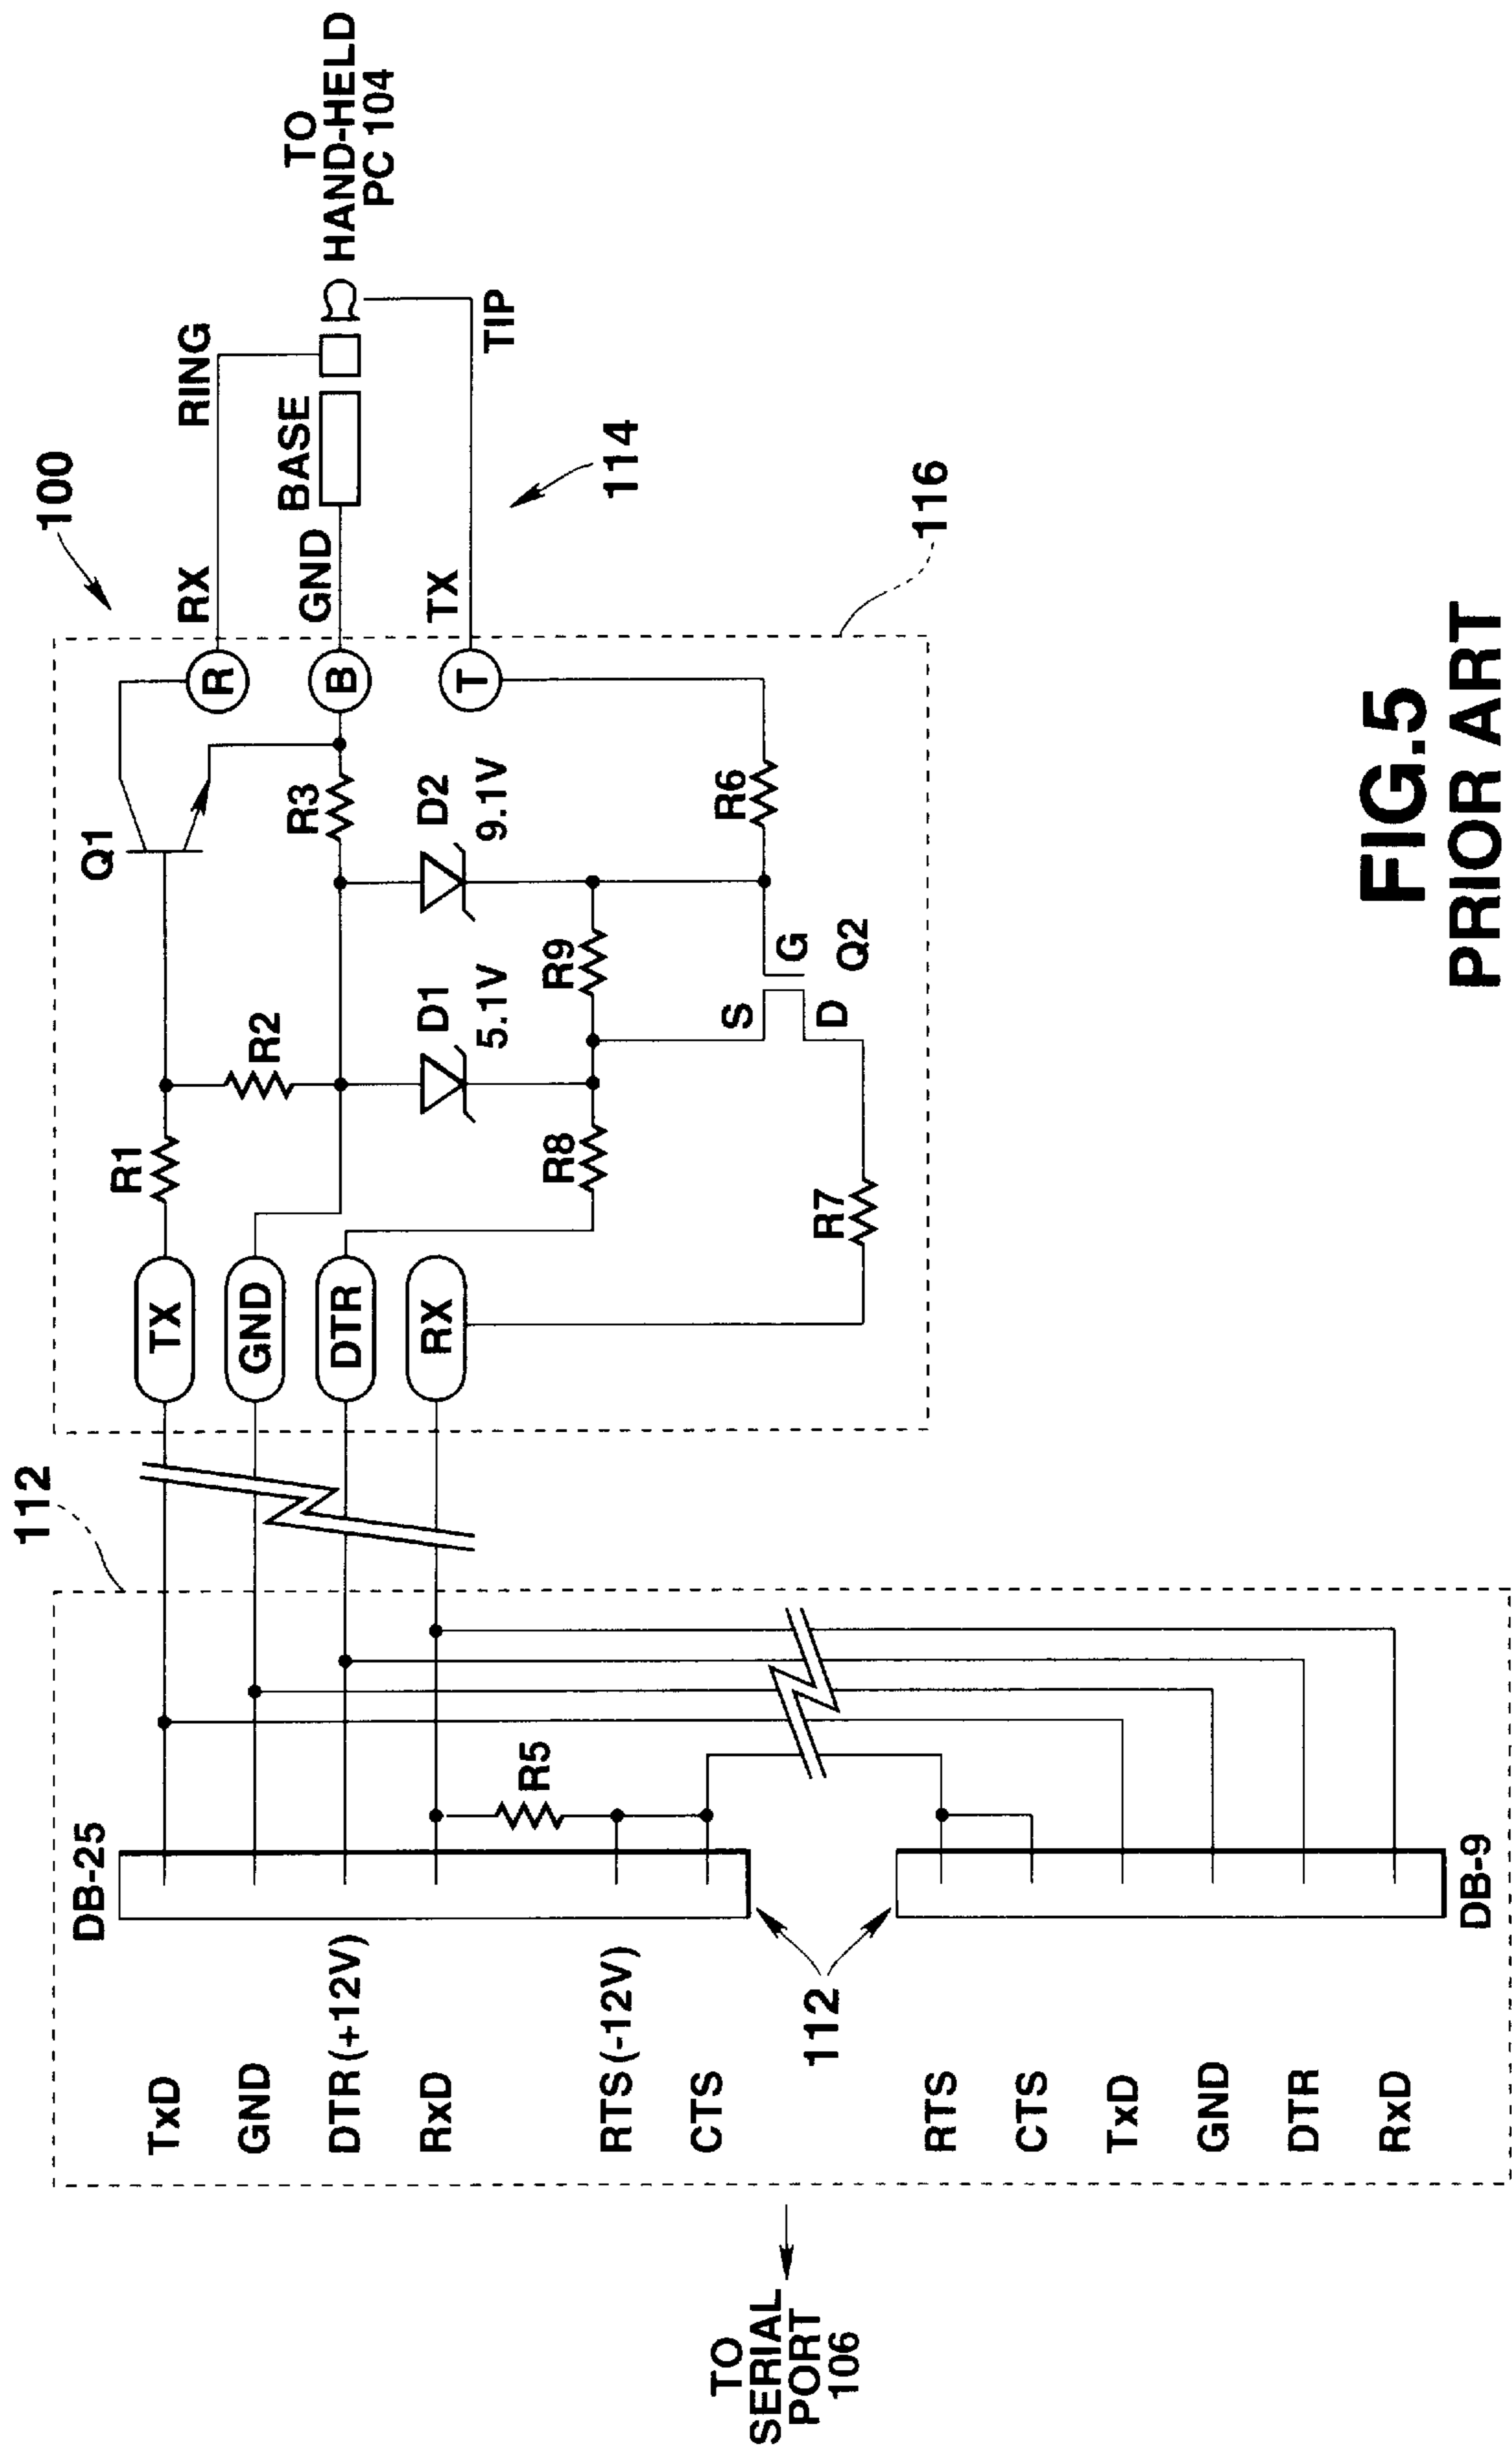 TO
SERIAL
PORT
106
112
DB-25
TxD
GND
DTR(+12V)
RxD
RTS(-12V)
CTS
R5
112
RTS
CTS
TxD
GND
DTR
RxD
DB-9
100
TX
GND
DTR
RX
R1
R2
Q1
R3
D1
5.1V
D2
9.1V
R8
R9
R7
S
G
D
Q2
R6
R
B
T
116
RX
GND
TX
RING
BASE
TIP
114
TO
HAND-HELD
PC 104
FIG.5
PRIOR ART